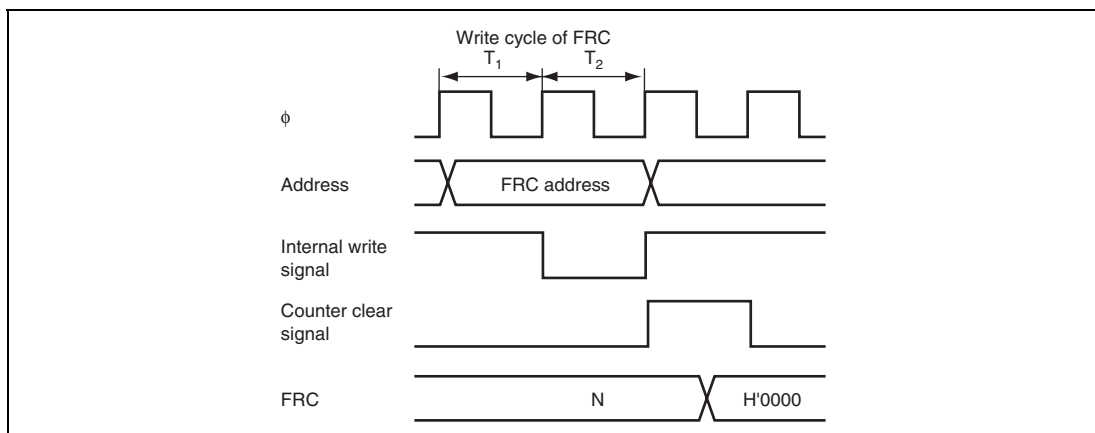 Write cycle of FRC
T1 T2
φ
Address FRC address
Internal write
signal
Counter clear
signal
FRC N H'0000